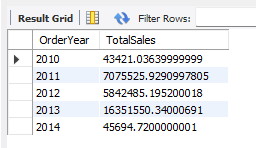 Result Grid Filter Rows:
OrderYear TotalSales
2010 43421.03639999999
2011 7075525.9290997805
2012 5842485.195200018
2013 16351550.34000691
2014 45694.7200000001